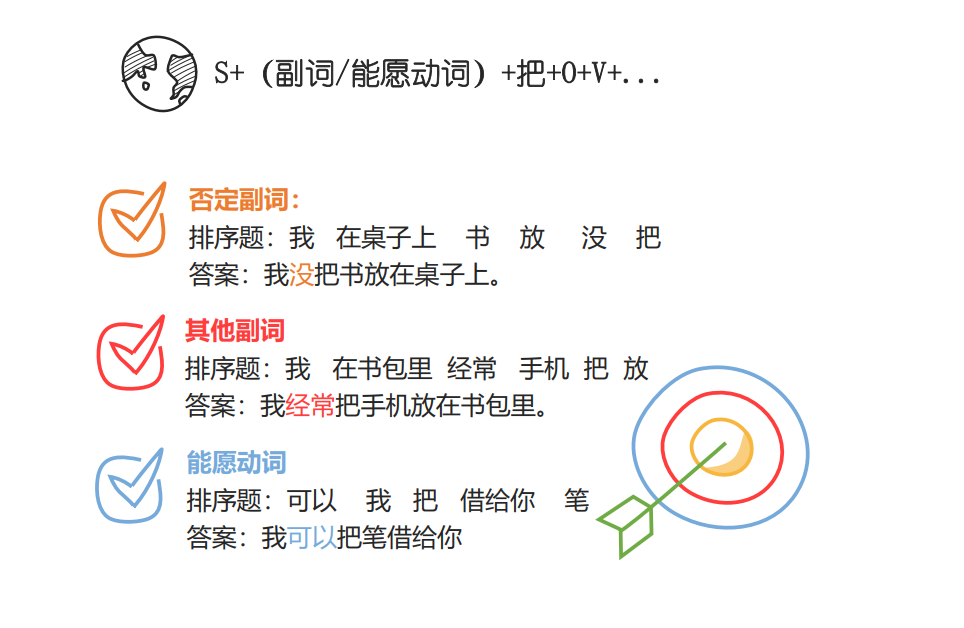 S+（副词/能愿动词）+把+O+V+...
否定副词：
排序题：我 在桌子上 书 放 没 把
答案：我没把书放在桌子上。
其他副词
排序题：我 在书包里 经常 手机 把 放
答案：我经常把手机放在书包里。
能愿动词
排序题：可以 我 把 借给你 笔
答案：我可以把笔借给你